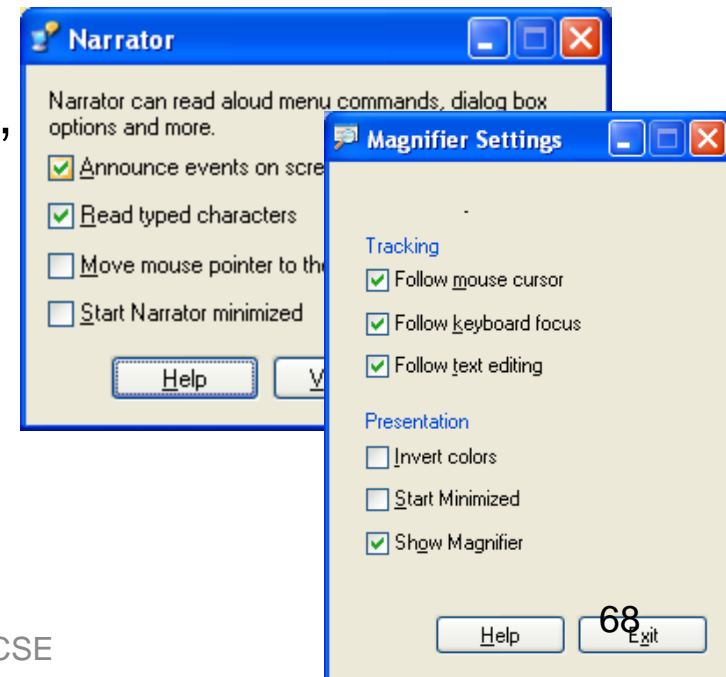 Narrator
Narrator can read aloud menu commands, dialog box
options and more.
Announce events on scre
Read typed characters
Move mouse pointer to the
Start Narrator minimized
Help V
,
Magnifier Settings
-
Tracking
Follow mouse cursor
Follow keyboard focus
Follow text editing
Presentation
Invert colors
Start Minimized
Show Magnifier
Help Exit
68
CSE